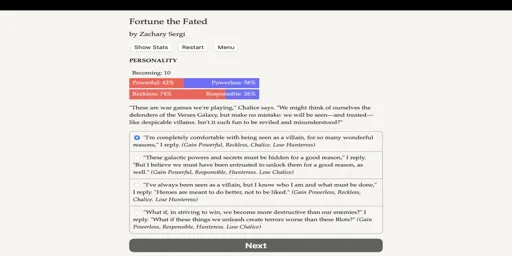 Fortune the Fated
by Zachary Sergi
Show Stats Restart Menu
PERSONALITY
Becoming: 10
Powerful: 42% Powerless: 58%
Reckless: 74% Responsible: 26%
"These are war games we're playing," Chalice says. "We might think of ourselves the
defenders of the Verses Galaxy, but make no mistake: we will be seen—and treated—
like despicable villains. Isn't it such fun to be reviled and misunderstood?"
"I'm completely comfortable with being seen as a villain, for so many wonderful
reasons," I reply. (Gain Powerful, Reckless, Chalice. Lose Huntress)
"These galactic powers and secrets must be hidden for a good reason," I reply.
"But I believe we must have been entrusted to unlock them for a good reason, as
well." (Gain Powerful, Responsible, Huntress. Lose Chalice)
"I've always been seen as a villain, but I know who I am and what must be done,"
I reply. "Heroes are meant to do better, not to be liked." (Gain Powerless, Reckless,
Chalice. Lose Huntress)
"What if, in striving to win, we become more destructive than our enemies?" I
reply. "What if these things we unleash create terrors worse than these Blots?" (Gain
Powerless, Responsible, Huntress. Lose Chalice)
Next